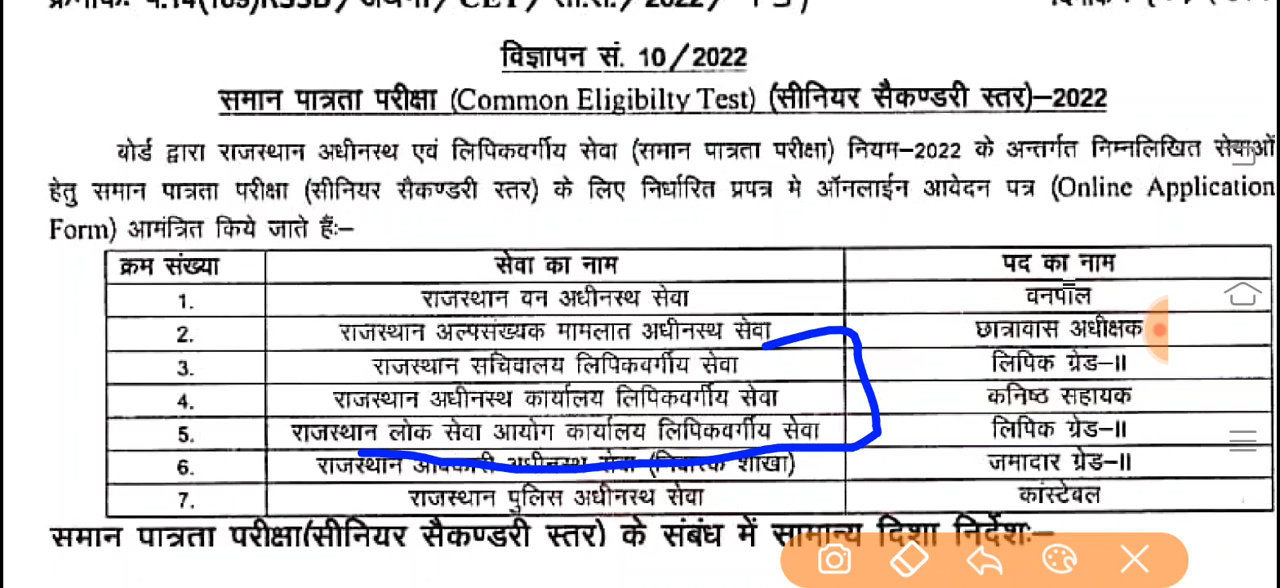 विज्ञापन सं. 10/2022
समान पात्रता परीक्षा (Common Eligibilty Test) (सीनियर सैकण्डरी स्तर)–2022
बोर्ड द्वारा राजस्थान अधीनस्थ एवं लिपिकवर्गीय सेवा (समान पात्रता परीक्षा) नियम–2022 के अन्तर्गत निम्नलिखित सेवाओं
हेतु समान पात्रता परीक्षा (सीनियर सैकण्डरी स्तर) के लिए निर्धारित प्रपत्र मे ऑनलाईन आवेदन पत्र (Online Application
Form) आमंत्रित किये जाते हैं:–
क्रम संख्या सेवा का नाम पद का नाम
1. राजस्थान वन अधीनस्थ सेवा वनपॉल
2. राजस्थान अल्पसंख्यक मामलात अधीनस्थ सेवा छात्रावास अधीक्षक
3. राजस्थान सचिवालय लिपिकवर्गीय सेवा लिपिक ग्रेड–II
4. राजस्थान अधीनस्थ कार्यालय लिपिकवर्गीय सेवा कनिष्ठ सहायक
5. राजस्थान लोक सेवा आयोग कार्यालय लिपिकवर्गीय सेवा लिपिक ग्रेड–II
6. राजस्थान आबकारी अधीनस्थ सेवा (निवारक शाखा) जमादार ग्रेड–II
7. राजस्थान पुलिस अधीनस्थ सेवा कांस्टेबल
समान पात्रता परीक्षा(सीनियर सैकण्डरी स्तर) के संबंध में सामान्य दिशा निर्देश:–